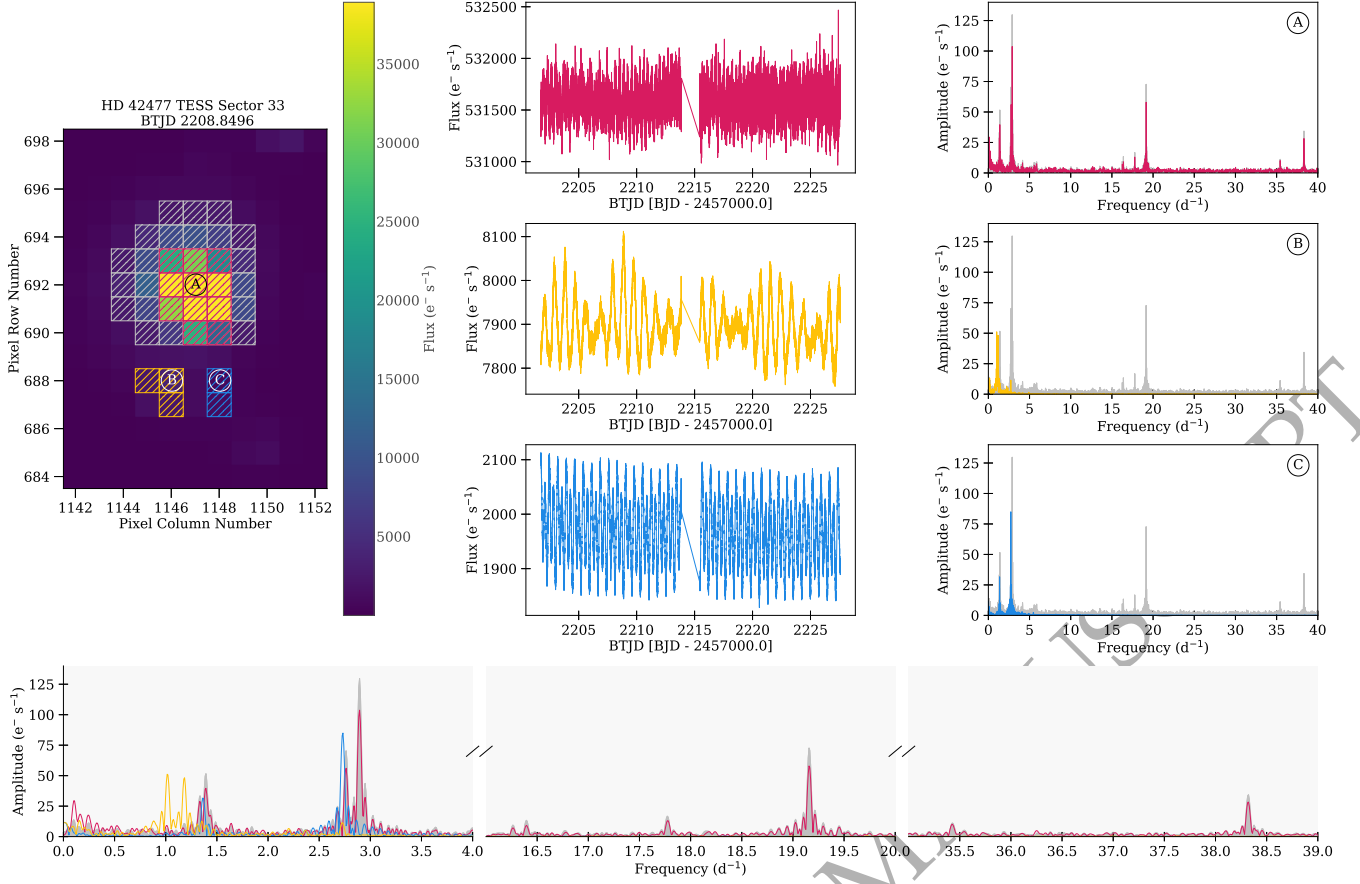 HD 42477 TESS Sector 33
BTJD 2208.8496
698
696
694
692
690
688
686
684
Pixel Row Number
A
B
C
1142 1144 1146 1148 1150 1152
Pixel Column Number
35000
30000
25000
20000
15000
10000
5000
Flux (e⁻ s⁻¹)
532500
532000
531500
531000
Flux (e⁻ s⁻¹)
2205 2210 2215 2220 2225
BTJD [BJD - 2457000.0]
A
125
100
75
50
25
0
Amplitude (e⁻ s⁻¹)
0 5 10 15 20 25 30 35 40
Frequency (d⁻¹)
8100
8000
7900
7800
Flux (e⁻ s⁻¹)
2205 2210 2215 2220 2225
BTJD [BJD - 2457000.0]
B
125
100
75
50
25
0
Amplitude (e⁻ s⁻¹)
0 5 10 15 20 25 30 35 40
Frequency (d⁻¹)
2100
2000
1900
Flux (e⁻ s⁻¹)
2205 2210 2215 2220 2225
BTJD [BJD - 2457000.0]
C
125
100
75
50
25
0
Amplitude (e⁻ s⁻¹)
0 5 10 15 20 25 30 35 40
Frequency (d⁻¹)
125
100
75
50
25
0
Amplitude (e⁻ s⁻¹)
0.0 0.5 1.0 1.5 2.0 2.5 3.0 3.5 4.0
16.5 17.0 17.5 18.0 18.5 19.0 19.5 20.0
35.5 36.0 36.5 37.0 37.5 38.0 38.5 39.0
Frequency (d⁻¹)